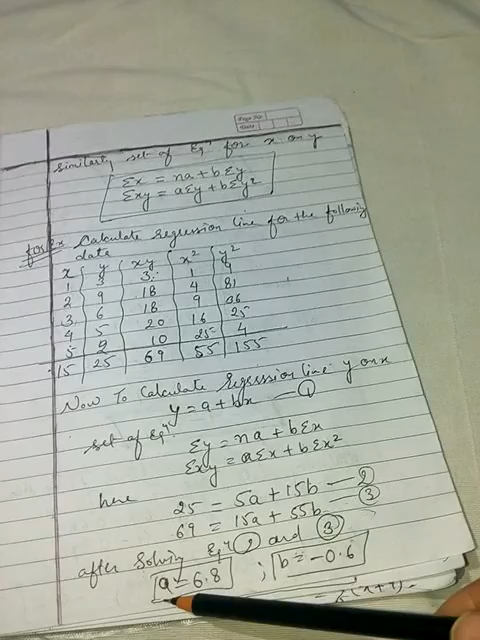 Page No.
Date
Similarly set of Eqⁿ for x on y
Σx = na + bΣy
Σxy = aΣy + bΣy²
for Ex Calculate regression line for the following
data
x y xy x² y²
1 3 3 1 9
2 9 18 4 81
3 6 18 9 36
4 5 20 16 25
5 2 10 25 4
15 25 69 55 155
Now To Calculate Regression line y on x
y = a + bx — ①
set of Eqⁿ
Σy = na + bΣx
Σxy = aΣx + bΣx²
here
25 = 5a + 15b — ②
69 = 15a + 55b — ③
after Solving Eqⁿ ② and ③
a = 6.8 ; b = -0.6